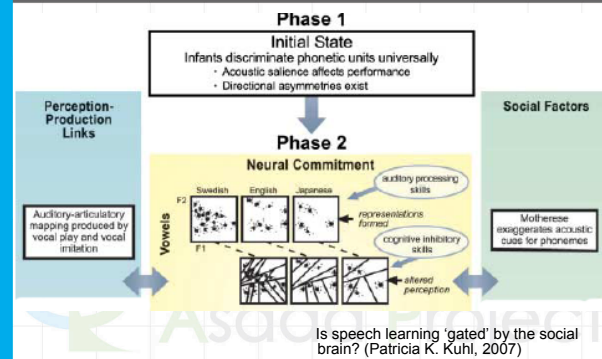 Phase 1
Initial State
Infants discriminate phonetic units universally
• Acoustic salience affects performance
• Directional asymmetries exist
Perception-
Production
Links
Auditory-articulatory
mapping produced by
vocal play and vocal
imitation
Phase 2
Neural Commitment
auditory processing
skills
Swedish English Japanese
F2
representations
formed
Vowels
F1
cognitive inhibitory
skills
altered
perception
Social Factors
Motherese
exaggerates acoustic
cues for phonemes
Asada Project
Is speech learning 'gated' by the social
brain? (Patricia K. Kuhl, 2007)